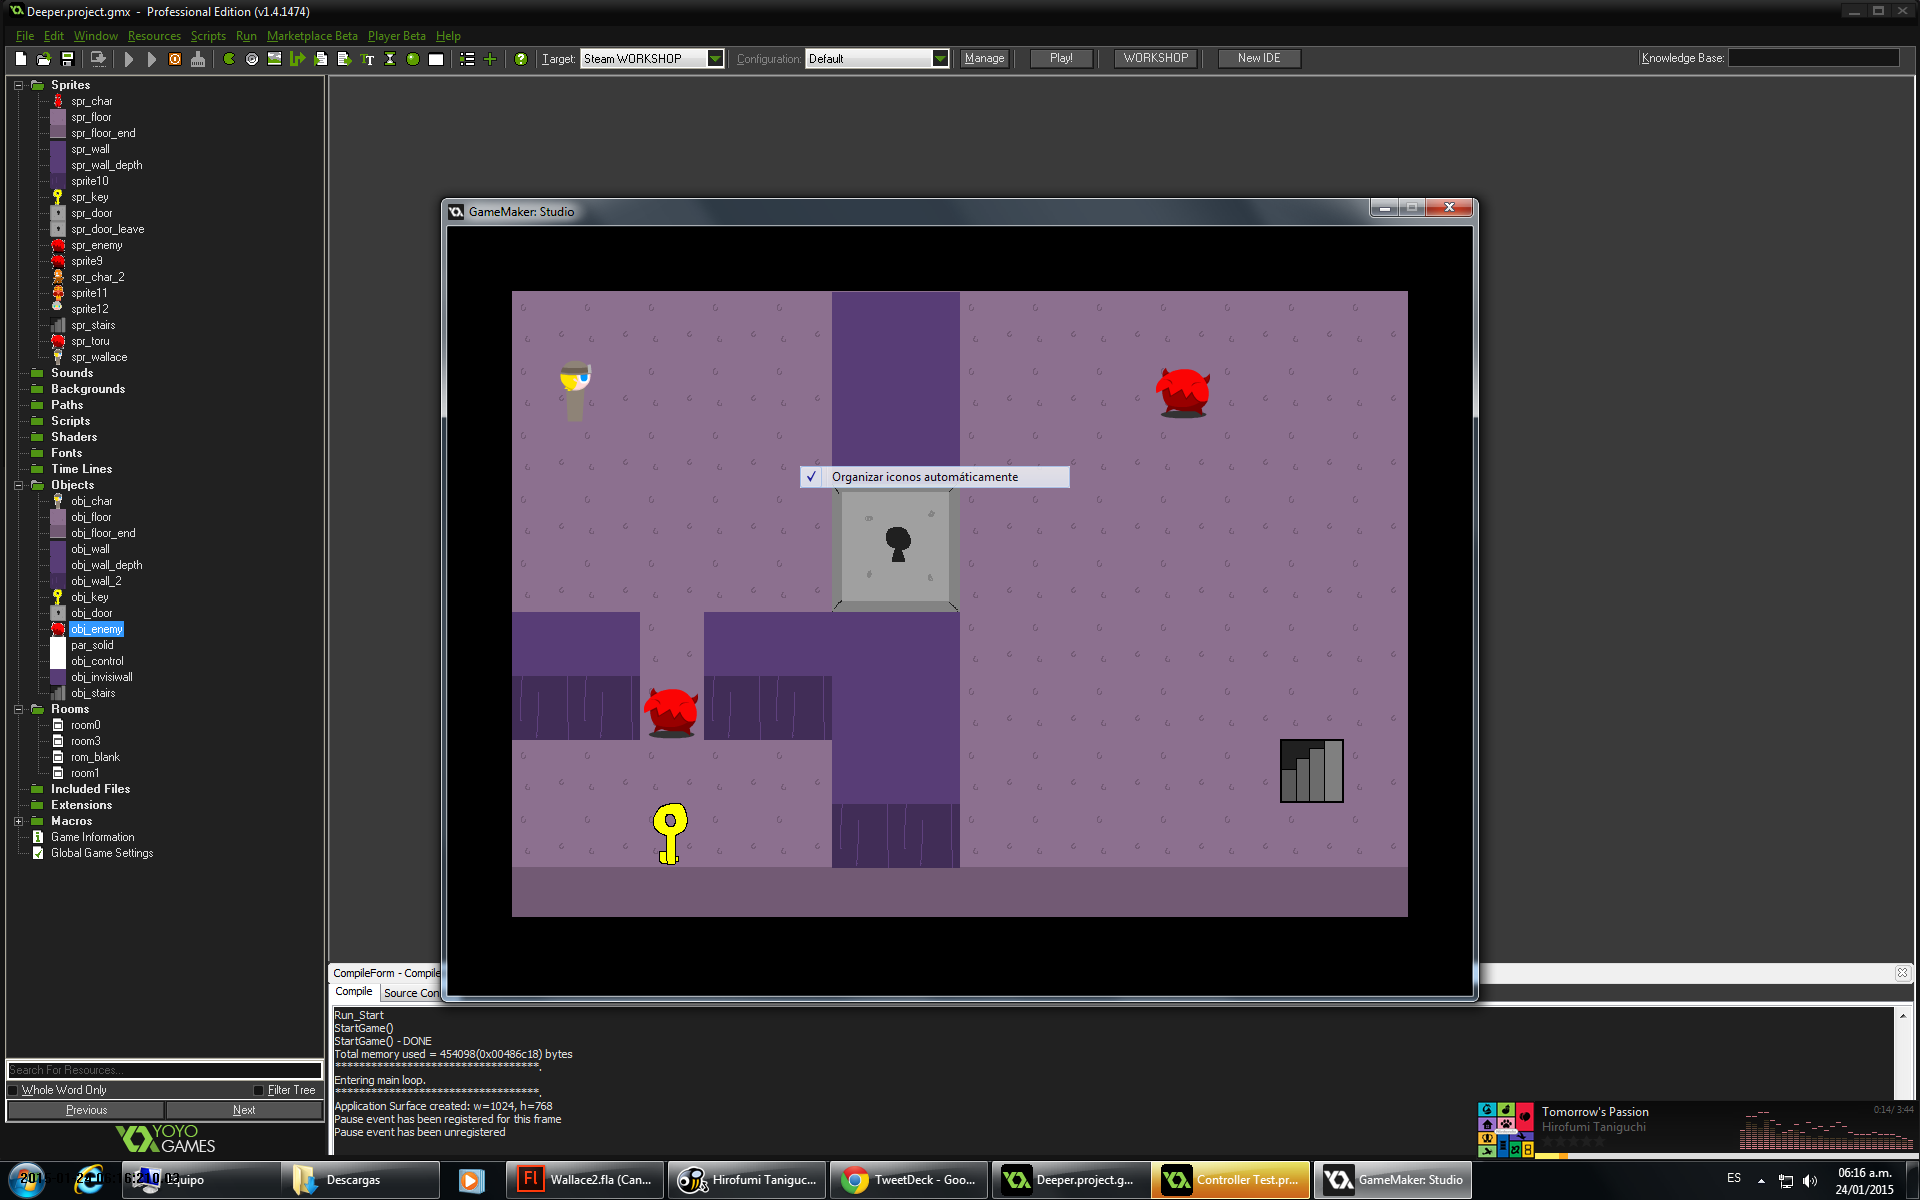 Deeper.project.gmx - Professional Edition (v1.4.1474)
File Edit Window Resources Scripts Run Marketplace Beta Player Beta Help
Target: Steam WORKSHOP Configuration: Default Manage Play! WORKSHOP New IDE Knowledge Base:
Sprites
spr_char
spr_floor
spr_floor_end
spr_wall
spr_wall_depth
sprite10
spr_key
spr_door
spr_door_leave
spr_enemy
sprite9
spr_char_2
sprite11
sprite12
spr_stairs
spr_toru
spr_wallace
Sounds
Backgrounds
Paths
Scripts
Shaders
Fonts
Time Lines
Objects
obj_char
obj_floor
obj_floor_end
obj_wall
obj_wall_depth
obj_wall_2
obj_key
obj_door
obj_enemy
par_solid
obj_control
obj_invisiwall
obj_stairs
Rooms
room0
room3
rom_blank
room1
Included Files
Extensions
Macros
Game Information
Global Game Settings
Search For Resources...
Whole Word Only Filter Tree
Previous Next
YOYO
GAMES
GameMaker: Studio
Organizar iconos automáticamente
CompileForm - Compile
Compile Source Con
Run_Start
StartGame()
StartGame() - DONE
Total memory used = 454098(0x00486c18) bytes
***********************************.
Entering main loop.
***********************************.
Application Surface created: w=1024, h=768
Pause event has been registered for this frame
Pause event has been unregistered
Tomorrow's Passion 0:14/ 3:44
Hirofumi Taniguchi
Descargas
Wallace2.fla (Can...
Hirofumi Taniguc...
TweetDeck - Goo...
Deeper.project.g...
Controller Test.pr...
GameMaker: Studio
ES
06:16 a.m.
24/01/2015